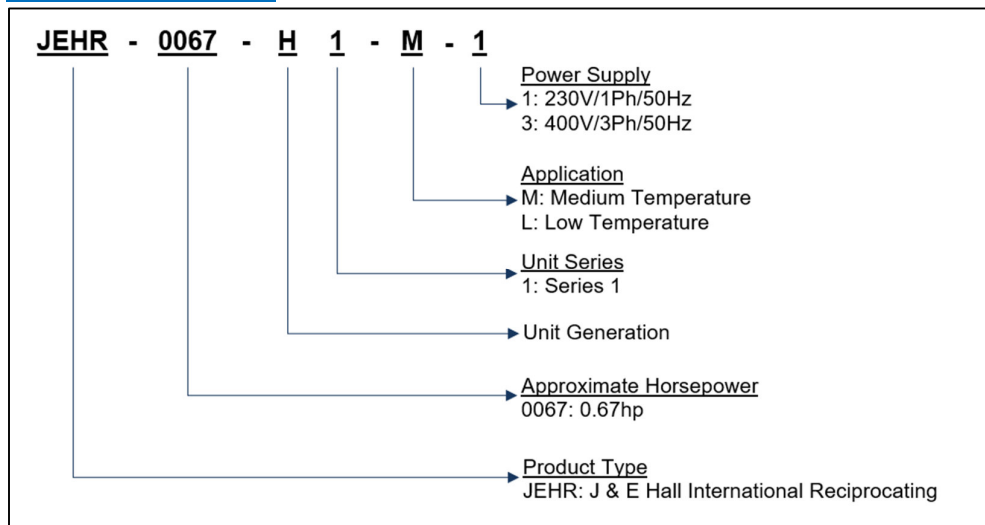 JEHR - 0067 - H 1 - M - 1
Power Supply
1: 230V/1Ph/50Hz
3: 400V/3Ph/50Hz
Application
M: Medium Temperature
L: Low Temperature
Unit Series
1: Series 1
Unit Generation
Approximate Horsepower
0067: 0.67hp
Product Type
JEHR: J & E Hall International Reciprocating